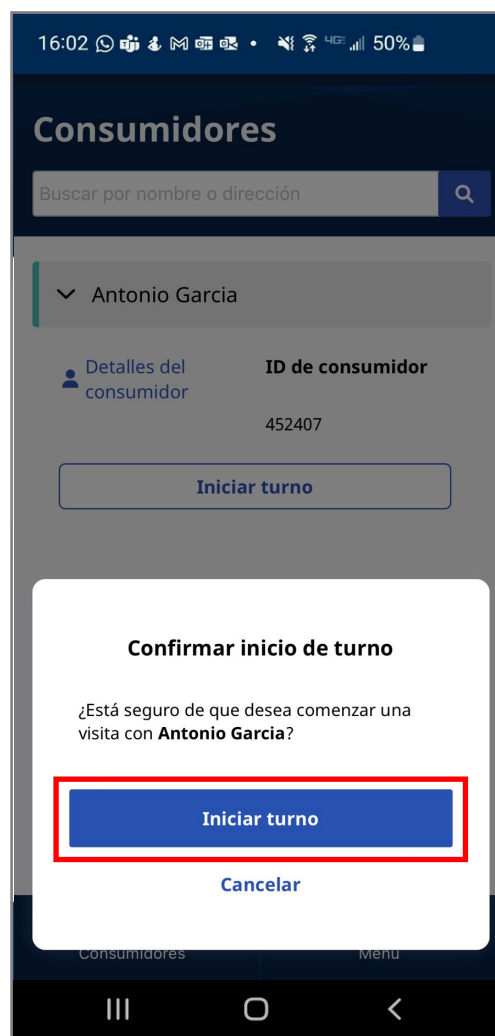 16:02 4GE 50%
Consumidores
Buscar por nombre o dirección
Antonio Garcia
Detalles del ID de consumidor
consumidor
452407
Iniciar turno
Confirmar inicio de turno
¿Está seguro de que desea comenzar una
visita con Antonio Garcia?
Iniciar turno
Cancelar
Consumidores Menú